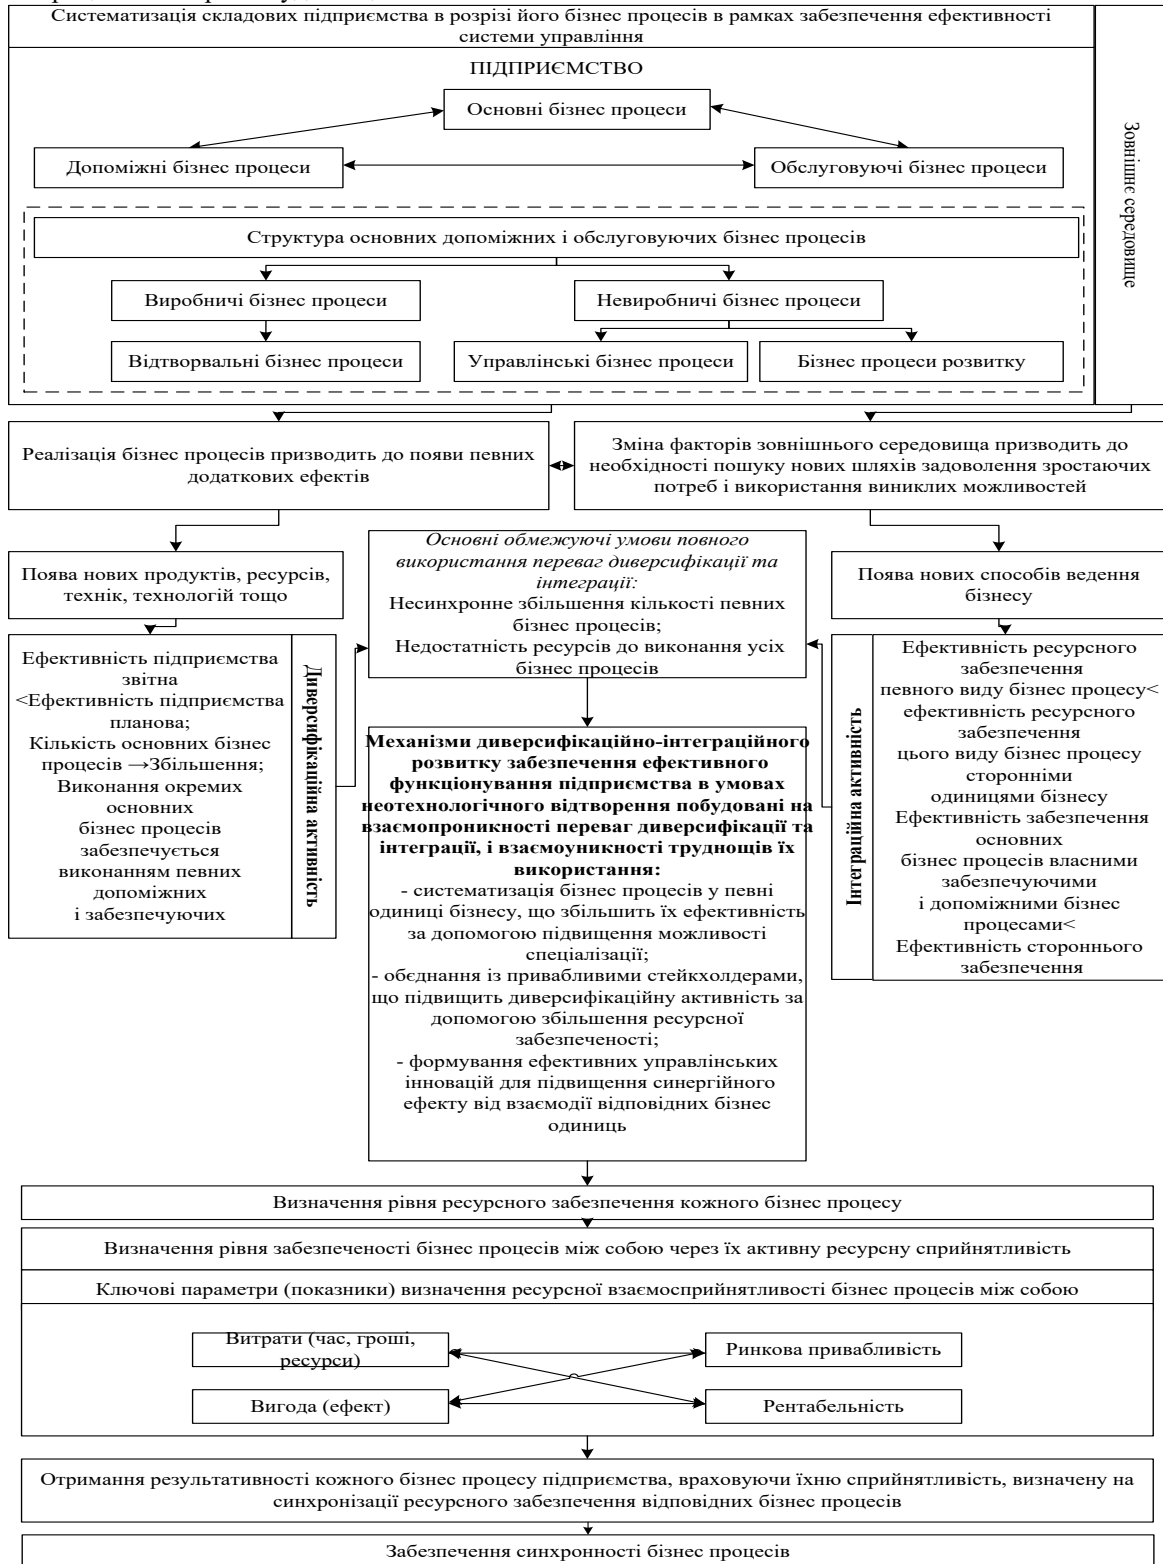 Систематизація складових підприємства в розрізі його бізнес процесів в рамках забезпечення ефективності
системи управління
ПІДПРИЄМСТВО
Основні бізнес процеси
Допоміжні бізнес процеси
Обслуговуючі бізнес процеси
Зовнішнє середовище
Структура основних допоміжних і обслуговуючих бізнес процесів
Виробничі бізнес процеси
Невиробничі бізнес процеси
Відтворвальні бізнес процеси
Управлінські бізнес процеси
Бізнес процеси розвитку
Реалізація бізнес процесів призводить до появи певних
додаткових ефектів
Зміна факторів зовнішнього середовища призводить до
необхідності пошуку нових шляхів задоволення зростаючих
потреб і використання виниклих можливостей
Поява нових продуктів, ресурсів,
технік, технологій тощо
Основні обмежуючі умови повного
використання переваг диверсифікації та
інтеграції:
Несинхронне збільшення кількості певних
бізнес процесів;
Недостатність ресурсів до виконання усіх
бізнес процесів
Поява нових способів ведення
бізнесу
Ефективність підприємства
звітна
<Ефективність підприємства
планова;
Кількість основних бізнес
процесів →Збільшення;
Виконання окремих
основних
бізнес процесів
забезпечується
виконанням певних
допоміжних
і забезпечуючих
Диверсифікаційна активність
Механізми диверсифікаційно-інтеграційного
розвитку забезпечення ефективного
функціонування підприємства в умовах
неотехнологічного відтворення побудовані на
взаємопроникності переваг диверсифікації та
інтеграції, і взаємоуникності труднощів їх
використання:
- систематизація бізнес процесів у певні
одиниці бізнесу, що збільшить їх ефективність
за допомогою підвищення можливості
спеціалізації;
- обєднання із привабливими стейкхолдерами,
що підвищить диверсифікаційну активність за
допомогою збільшення ресурсної
забезпеченості;
- формування ефективних управлінських
інновацій для підвищення синергійного
ефекту від взаємодії відповідних бізнес
одиниць
Інтеграційна активність
Ефективність ресурсного
забезпечення
певного виду бізнес процесу<
ефективність ресурсного
забезпечення
цього виду бізнес процесу
сторонніми
одиницями бізнесу
Ефективність забезпечення
основних
бізнес процесів власними
забезпечуючими
і допоміжними бізнес
процесами<
Ефективність стороннього
забезпечення
Визначення рівня ресурсного забезпечення кожного бізнес процесу
Визначення рівня забезпеченості бізнес процесів між собою через їх активну ресурсну сприйнятливість
Ключові параметри (показники) визначення ресурсної взаємосприйнятливості бізнес процесів між собою
Витрати (час, гроші,
ресурси)
Ринкова привабливість
Вигода (ефект)
Рентабельність
Отримання результативності кожного бізнес процесу підприємства, враховуючи їхню сприйнятливість, визначену на
синхронізації ресурсного забезпечення відповідних бізнес процесів
Забезпечення синхронності бізнес процесів